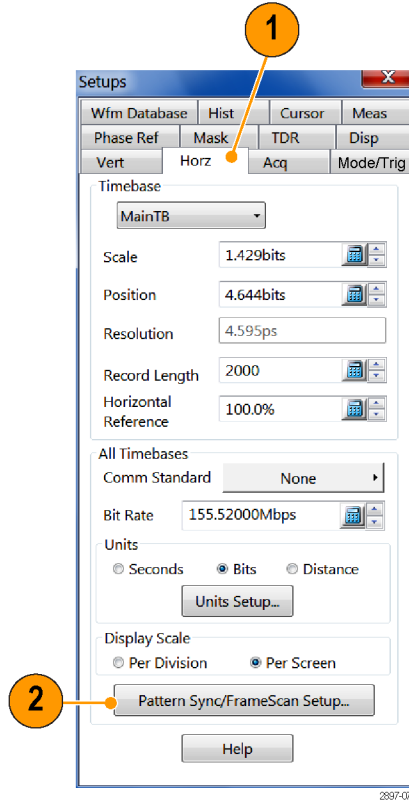 1
Setups
Wfm Database Hist Cursor Meas
Phase Ref Mask TDR Disp
Vert Horz Acq Mode/Trig
Timebase
MainTB
Scale 1.429bits
Position 4.644bits
Resolution 4.595ps
Record Length 2000
Horizontal
Reference 100.0%
All Timebases
Comm Standard None
Bit Rate 155.52000Mbps
Units
Seconds Bits Distance
Units Setup...
Display Scale
Per Division Per Screen
2 Pattern Sync/FrameScan Setup...
Help